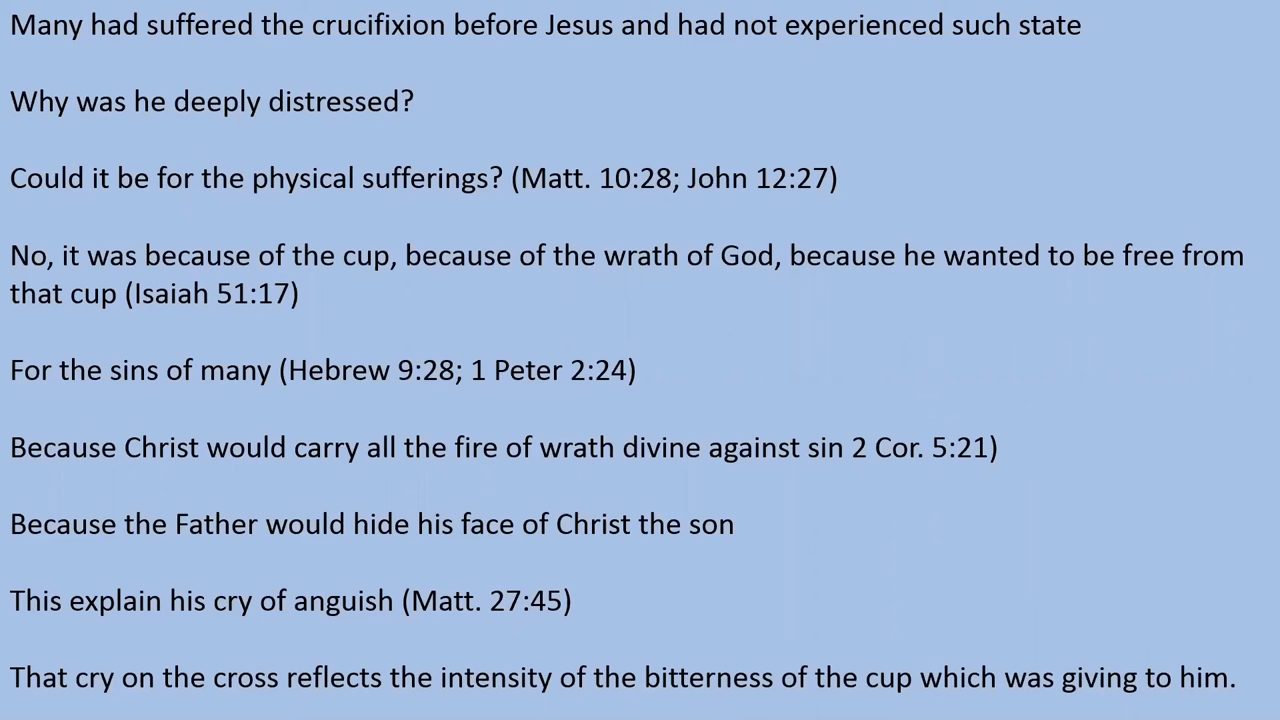 Many had suffered the crucifixion before Jesus and had not experienced such state
Why was he deeply distressed?
Could it be for the physical sufferings? (Matt. 10:28; John 12:27)
No, it was because of the cup, because of the wrath of God, because he wanted to be free from
that cup (Isaiah 51:17)
For the sins of many (Hebrew 9:28; 1 Peter 2:24)
Because Christ would carry all the fire of wrath divine against sin 2 Cor. 5:21)
Because the Father would hide his face of Christ the son
This explain his cry of anguish (Matt. 27:45)
That cry on the cross reflects the intensity of the bitterness of the cup which was giving to him.